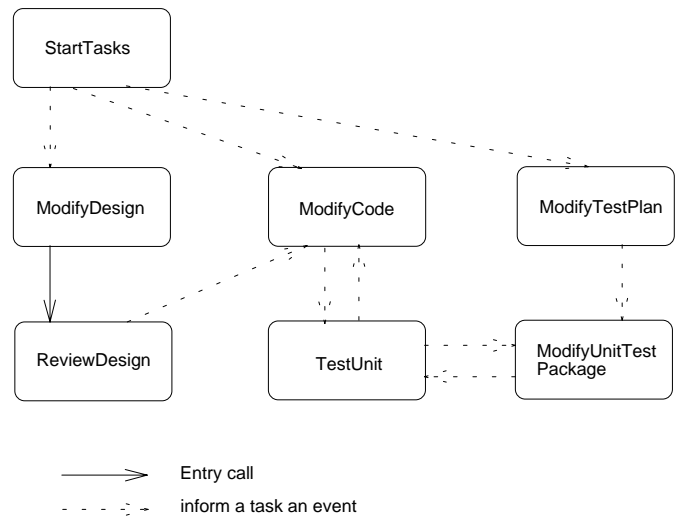 StartTasks
ModifyDesign
ModifyCode
ModifyTestPlan
ReviewDesign
TestUnit
ModifyUnitTest
Package
Entry call
inform a task an event